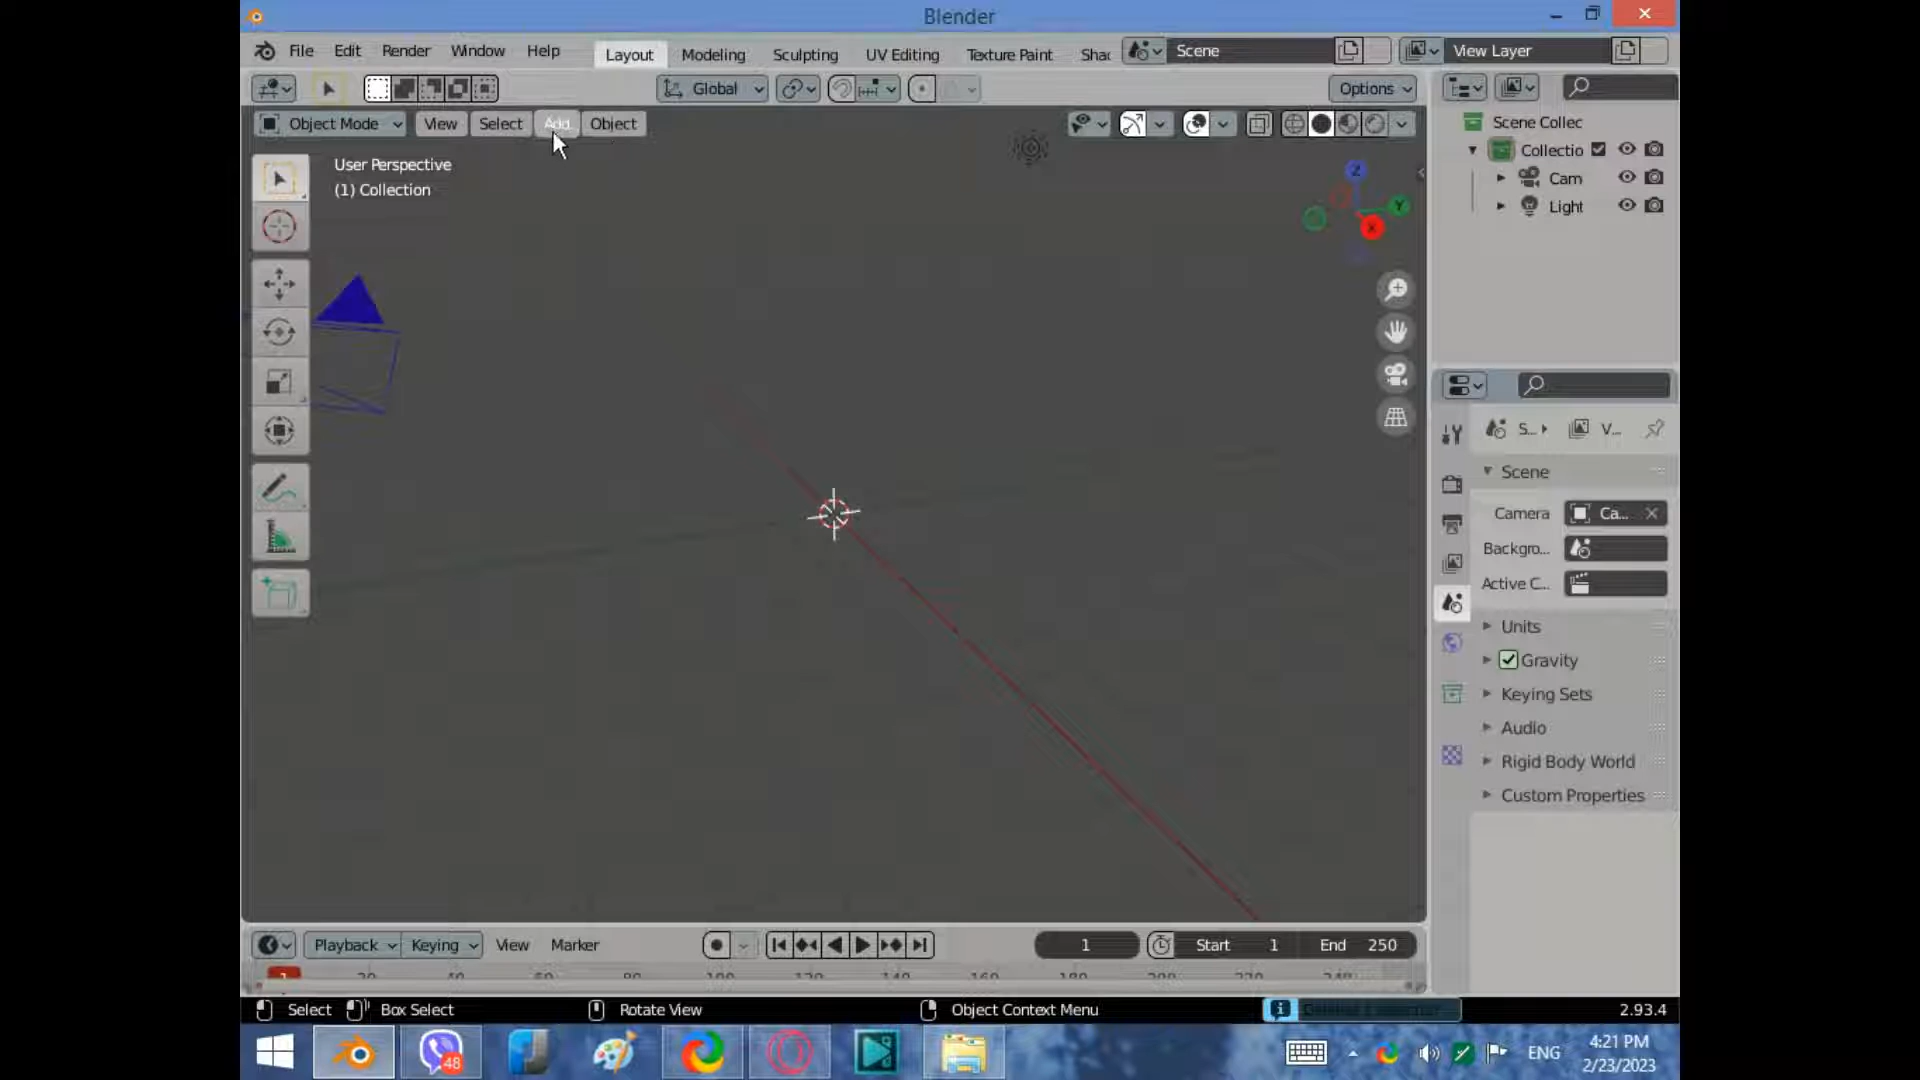 Blender
File Edit Render Window Help Layout Modeling Sculpting UV Editing Texture Paint Shac Scene View Layer
Global Options
Object Mode View Select Add Object
User Perspective
(1) Collection
Z
Y
X
Scene Collec
Collectio
Cam
Light
S... V...
Scene
Camera Ca...
Backgro...
Active C...
Units
Gravity
Keying Sets
Audio
Rigid Body World
Custom Properties
Playback Keying View Marker 1 Start 1 End 250
1
Select Box Select Rotate View Object Context Menu 2.93.4
48
ENG
4:21 PM
2/23/2023